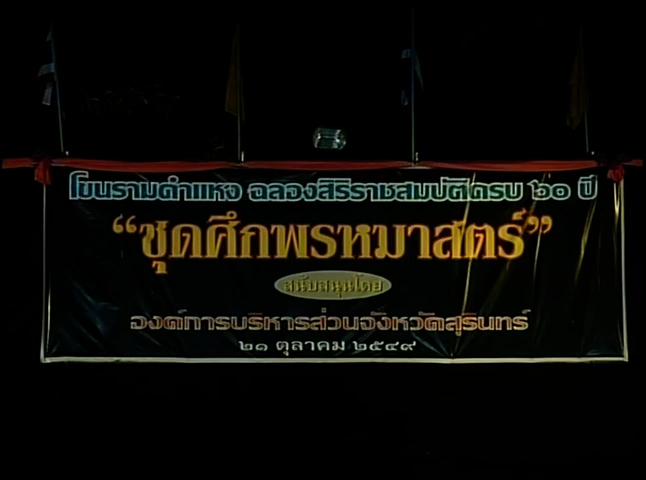 โขนรามคำแหง ฉลองสิริราชสมบัติครบ ๖๐ ปี
“ชุดศึกพรหมาสตร์”
สนับสนุนโดย
องค์การบริหารส่วนจังหวัดสุรินทร์
๒๑ ตุลาคม ๒๕๔๙